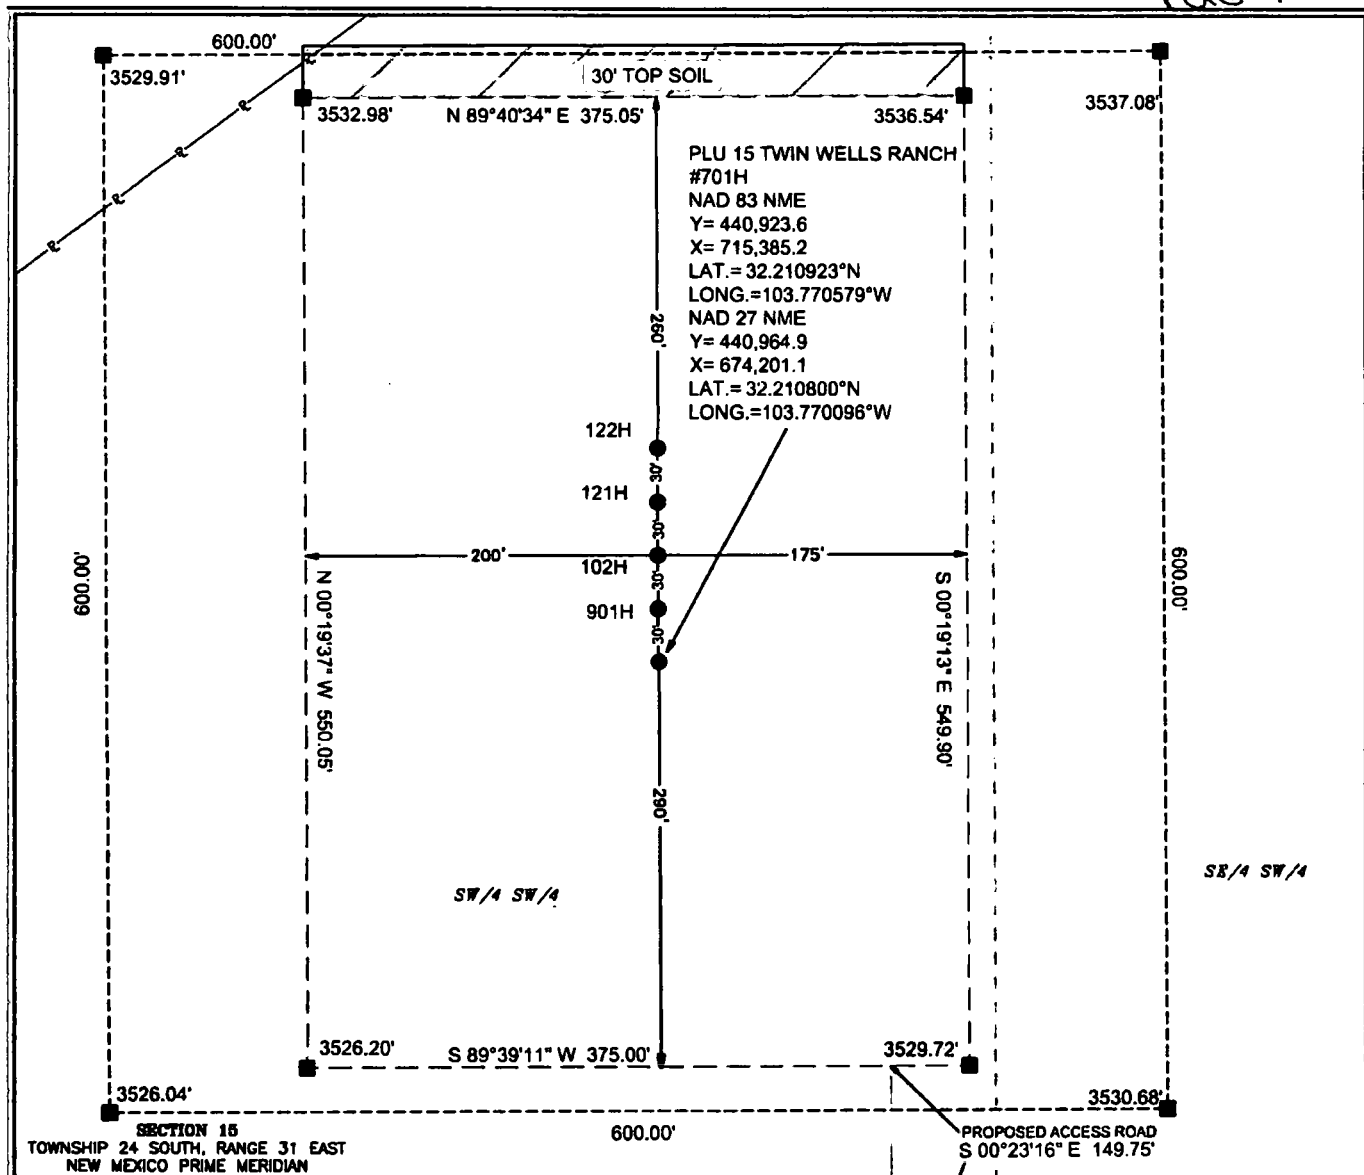 600.00'
3529.91'
30' TOP SOIL
3537.08'
3532.98'
N 89°40'34" E 375.05'
3536.54'
PLU 15 TWIN WELLS RANCH
#701H
NAD 83 NME
Y= 440,923.6
X= 715,385.2
LAT.= 32.210923°N
LONG.=103.770579°W
NAD 27 NME
Y= 440,964.9
X= 674,201.1
LAT.= 32.210800°N
LONG.=103.770096°W
260'
122H
30'
121H
30'
200'
175'
102H
30'
901H
30'
600.00'
N 00°19'37" W 550.05'
S 00°19'13" E 549.90'
600.00'
290'
SW/4 SW/4
SE/4 SW/4
3526.20'
S 89°39'11" W 375.00'
3529.72'
3526.04'
3530.68'
SECTION 15
TOWNSHIP 24 SOUTH, RANGE 31 EAST
NEW MEXICO PRIME MERIDIAN
600.00'
PROPOSED ACCESS ROAD
S 00°23'16" E 149.75'